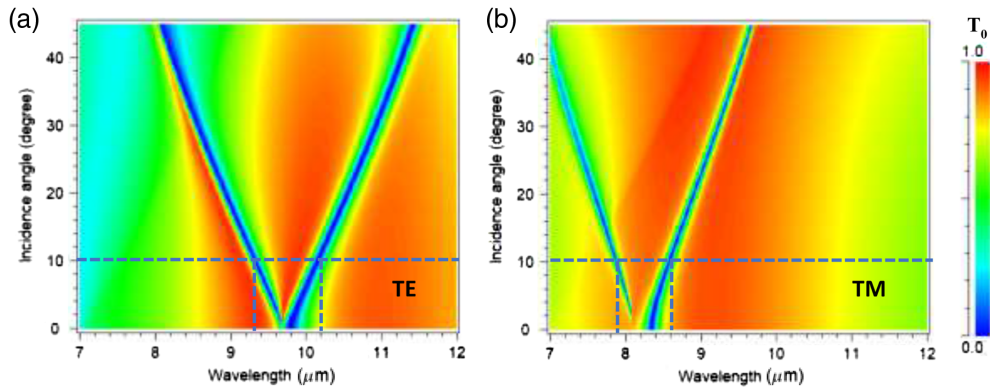 (a)
(b)
T0
1.0
0.0
40
30
20
10
0
Incidence angle (degree)
TE
7 8 9 10 11 12
Wavelength (μm)
40
30
20
10
0
Incidence angle (degree)
TM
7 8 9 10 11 12
Wavelength (μm)